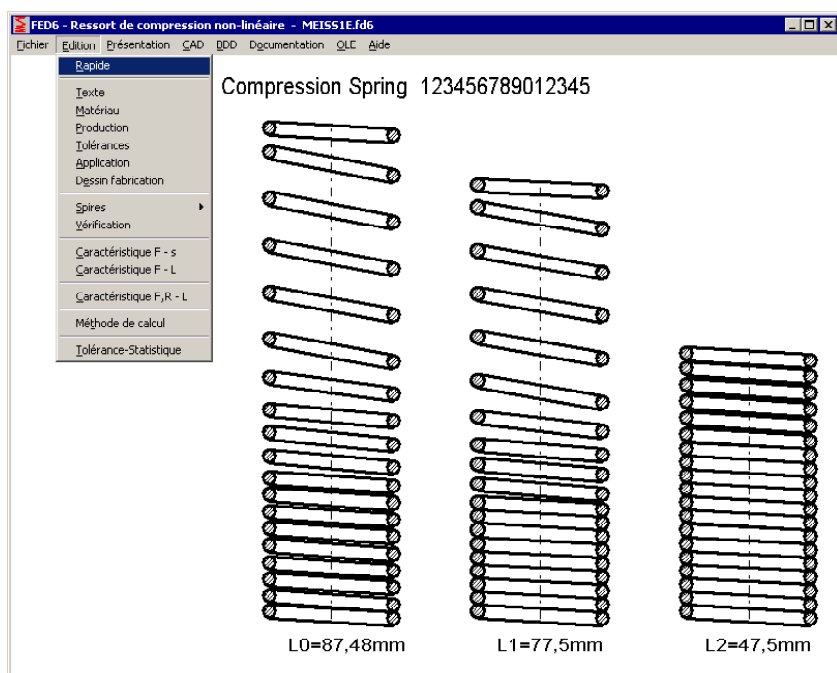 FED6 - Ressort de compression non-linéaire - MEISS1E.fd6
Fichier Edition Présentation CAD BDD Documentation OLE Aide
Rapide
Texte
Matériau
Production
Tolérances
Application
Dessin fabrication
Spires
Vérification
Caractéristique F - s
Caractéristique F - L
Caractéristique F,R - L
Méthode de calcul
Tolérance-Statistique
Compression Spring 123456789012345
L0=87,48mm L1=77,5mm L2=47,5mm